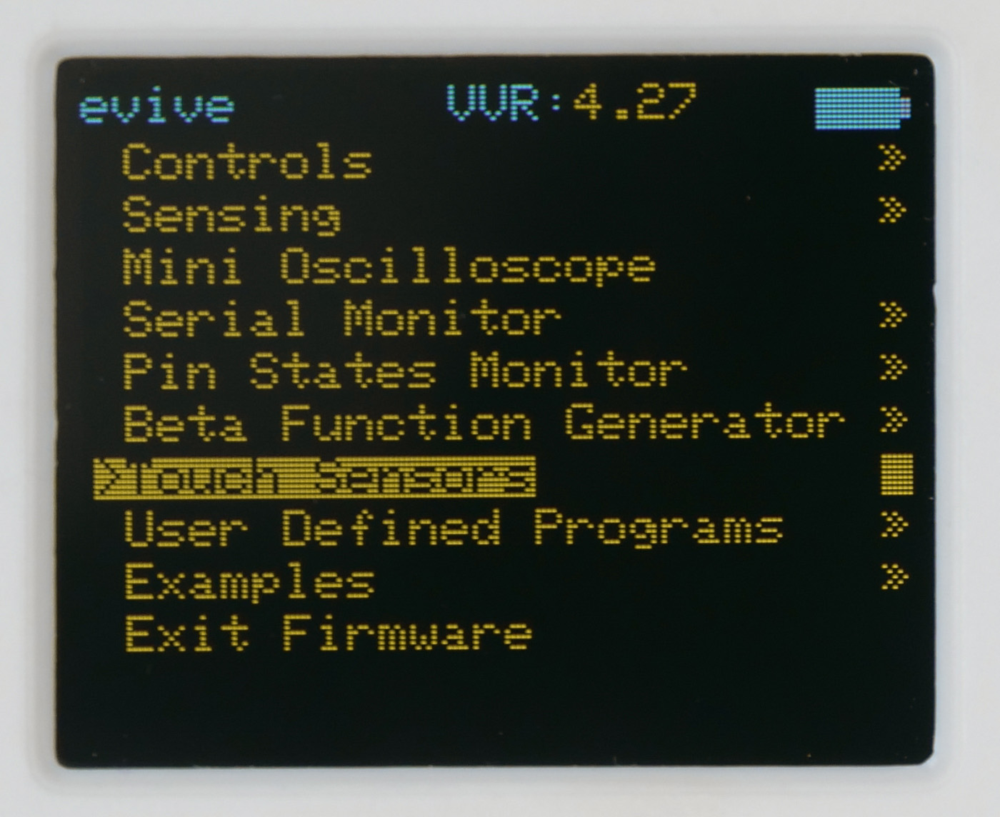 evive VVR:4.27
Controls »
Sensing »
Mini Oscilloscope
Serial Monitor »
Pin States Monitor »
Beta Function Generator »
>Touch Sensors
User Defined Programs »
Examples »
Exit Firmware